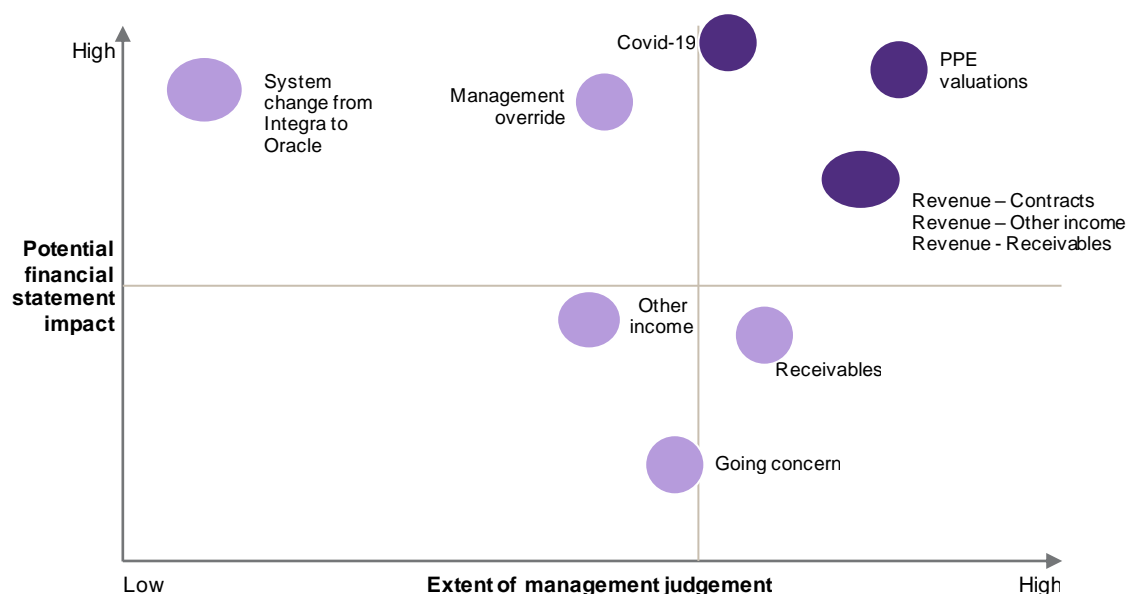 High
System
change from
Integra to
Oracle
Management
override
Covid-19
PPE
valuations
Revenue – Contracts
Revenue – Other income
Revenue - Receivables
Potential
financial
statement
impact
Other
income
Receivables
Going concern
Low
Extent of management judgement
High